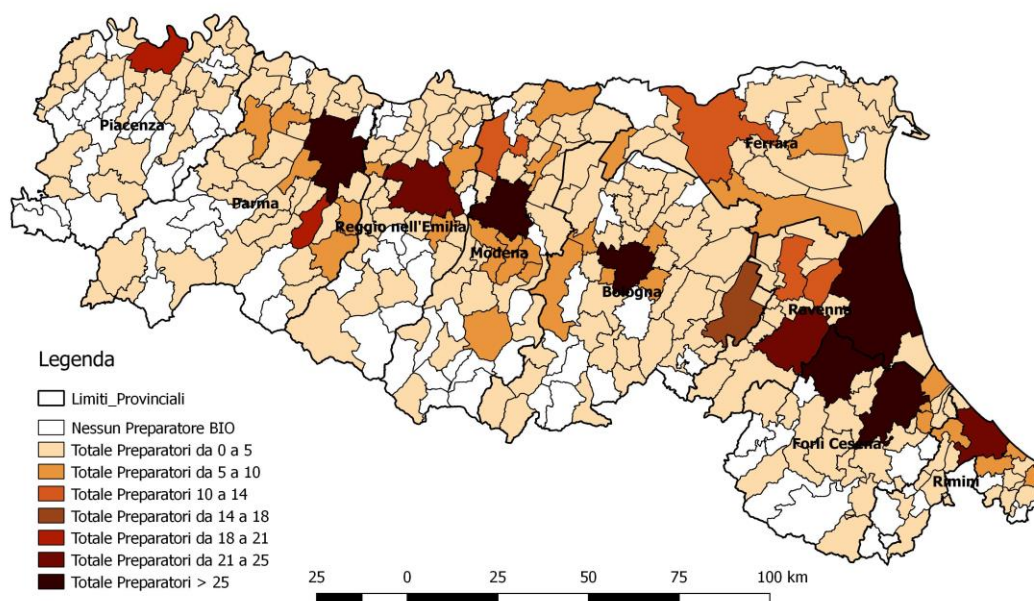 Piacenza
Ferrara
Parma
Reggio nell'Emilia
Modena
Bologna
Ravenna
Forlì Cesena
Rimini
Legenda
Limiti_Provinciali
Nessun Preparatore BIO
Totale Preparatori da 0 a 5
Totale Preparatori da 5 a 10
Totale Preparatori 10 a 14
Totale Preparatori da 14 a 18
Totale Preparatori da 18 a 21
Totale Preparatori da 21 a 25
Totale Preparatori > 25
25 0 25 50 75 100 km